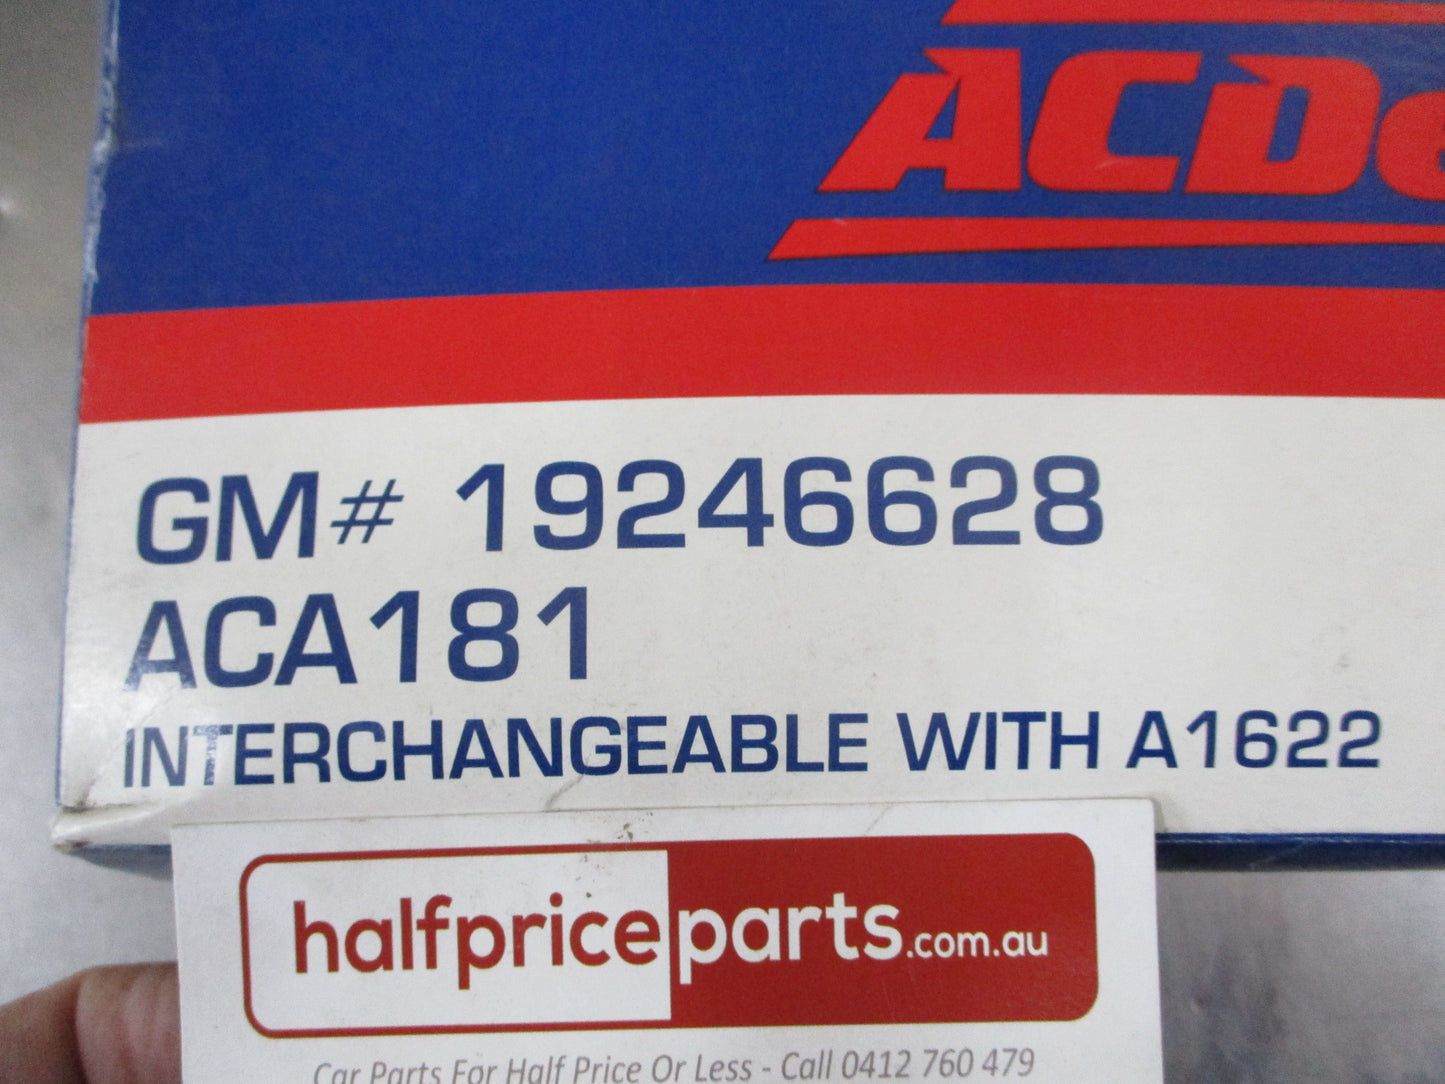 ACDe
GM# 19246628
ACA181
INTERCHANGEABLE WITH A1622
halfpriceparts.com.au
Car Parts For Half Price Or Less - Call 0412 760 479